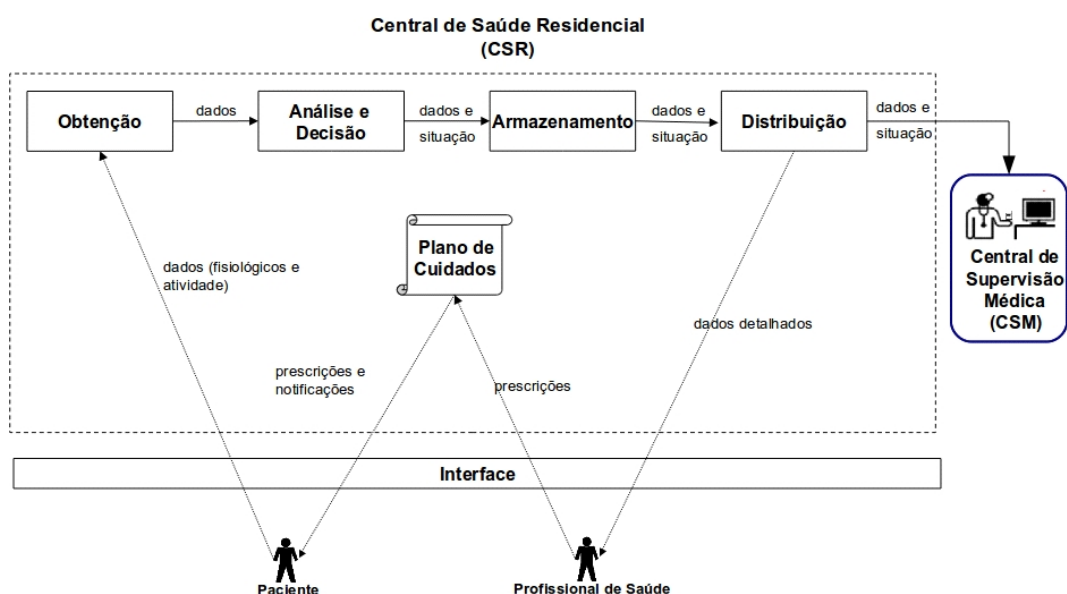 Central de Saúde Residencial
(CSR)
Obtenção
dados
Análise e
Decisão
dados e
situação
Armazenamento
dados e
situação
Distribuição
dados e
situação
Central de
Supervisão
Médica
(CSM)
Plano de
Cuidados
dados (fisiológicos e
atividade)
dados detalhados
prescrições e
notificações
prescrições
Interface
Paciente
Profissional de Saúde